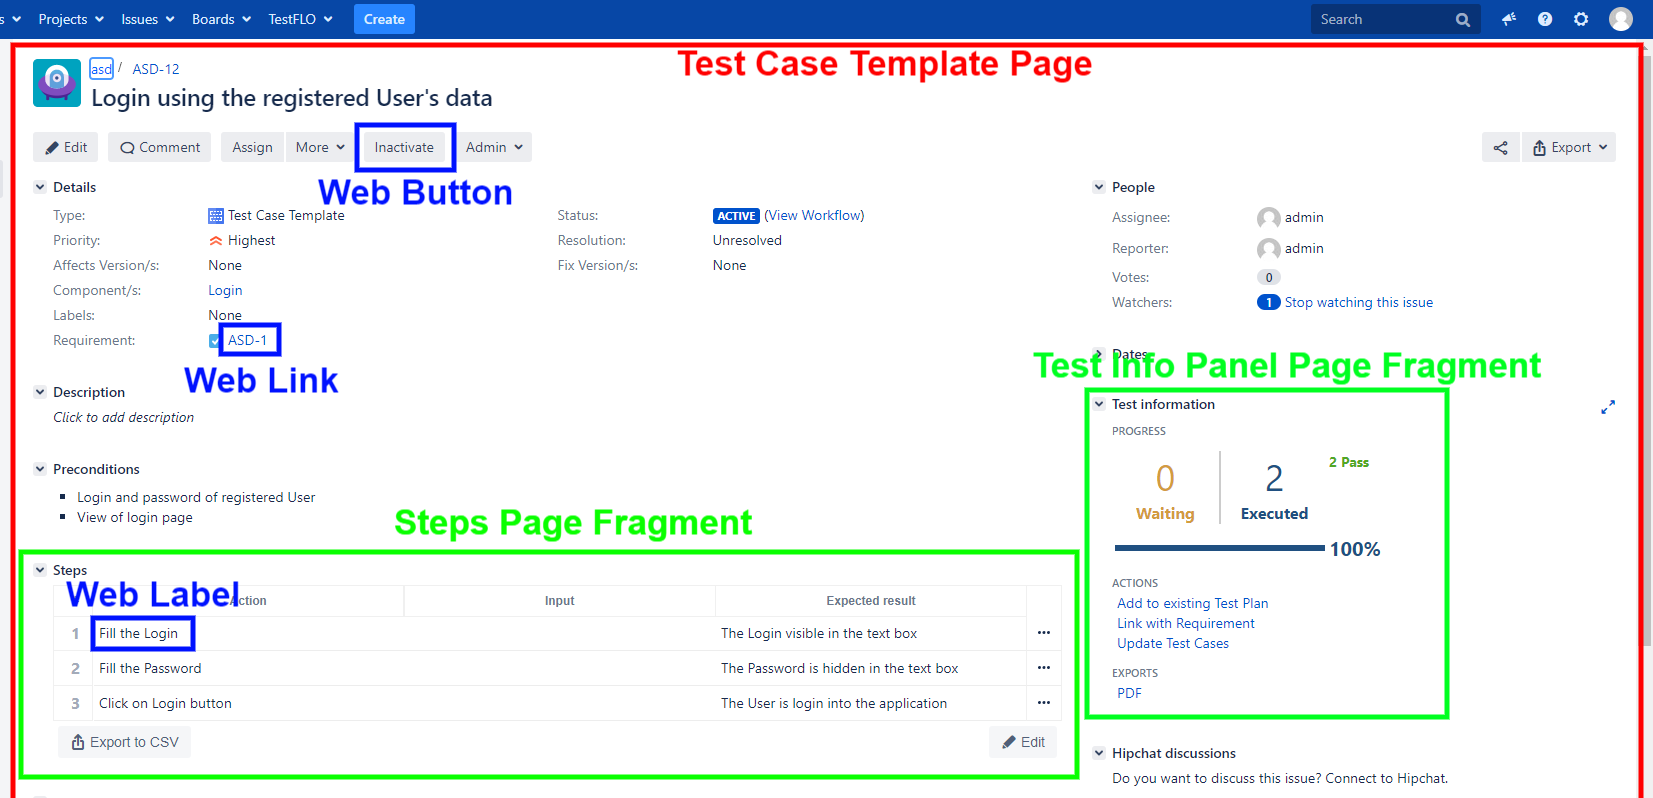 s Projects Issues Boards TestFLO Create Search
Test Case Template Page
asd / ASD-12
Login using the registered User's data
Edit Comment Assign More Inactivate Admin Export
Web Button
Details
Type: Test Case Template Status: ACTIVE (View Workflow)
Priority: Highest Resolution: Unresolved
Affects Version/s: None Fix Version/s: None
Component/s: Login
Labels: None
Requirement: ASD-1
Web Link
Description
Click to add description
Preconditions
Login and password of registered User
View of login page
Steps Page Fragment
Steps
Web Label
Action Input Expected result
1 Fill the Login The Login visible in the text box
2 Fill the Password The Password is hidden in the text box
3 Click on Login button The User is login into the application
Export to CSV Edit
People
Assignee: admin
Reporter: admin
Votes: 0
Watchers: 1 Stop watching this issue
Dates
Test Info Panel Page Fragment
Test information
PROGRESS
2 Pass
0 2
Waiting Executed
100%
ACTIONS
Add to existing Test Plan
Link with Requirement
Update Test Cases
EXPORTS
PDF
Hipchat discussions
Do you want to discuss this issue? Connect to Hipchat.